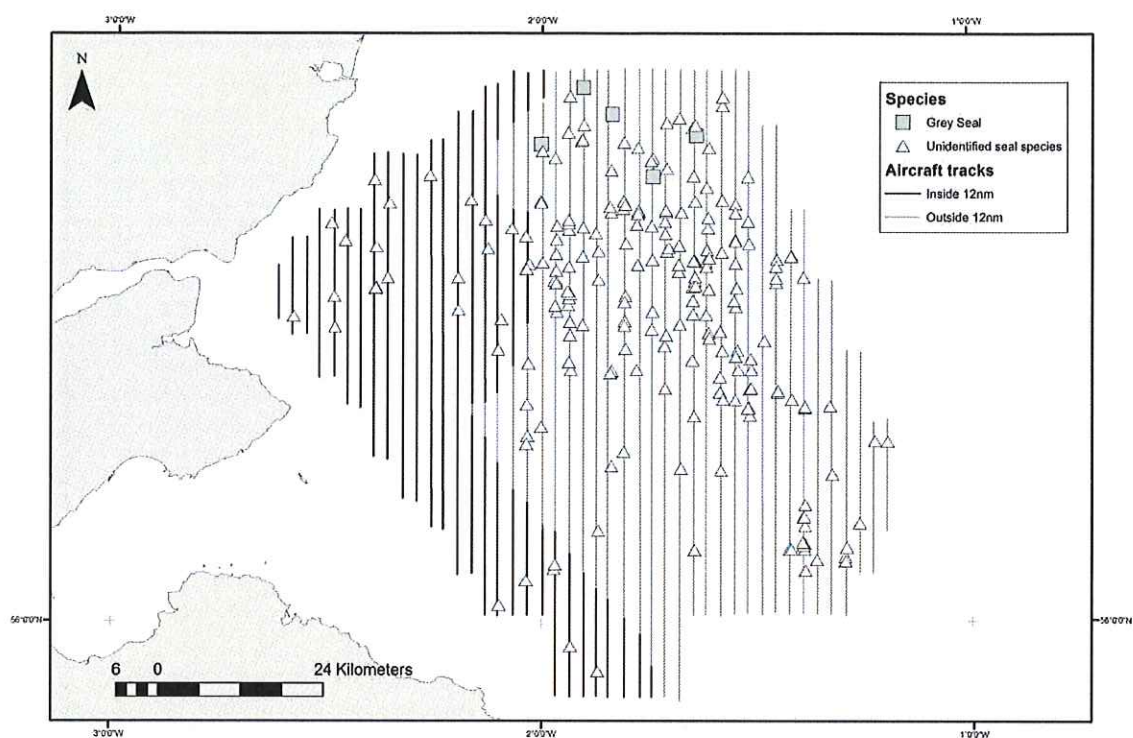 3°0'0"W 2°0'0"W 1°0'0"W
N
Species
Grey Seal
Unidentified seal species
Aircraft tracks
Inside 12nm
Outside 12nm
56°0'0"N 56°0'0"N
6 0 24 Kilometers
3°0'0"W 2°0'0"W 1°0'0"W